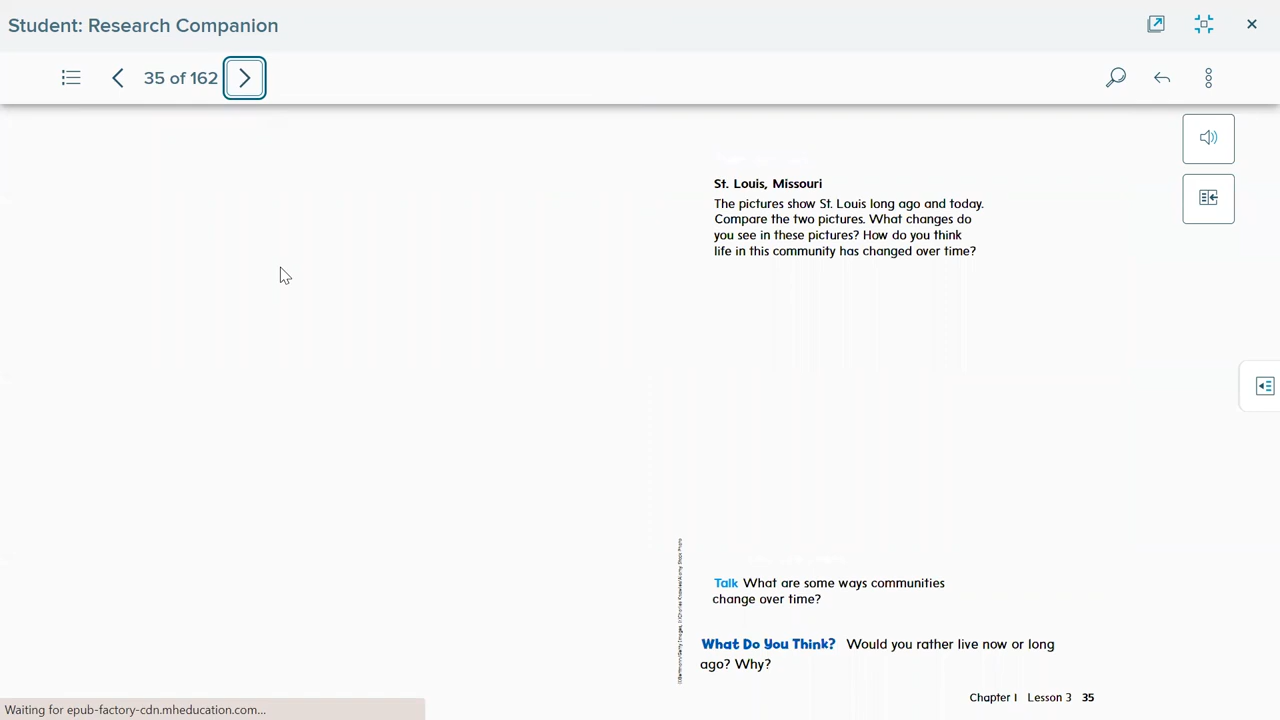 Student: Research Companion
35 of 162
St. Louis, Missouri
The pictures show St. Louis long ago and today.
Compare the two pictures. What changes do
you see in these pictures? How do you think
life in this community has changed over time?
Talk What are some ways communities
change over time?
What Do You Think? Would you rather live now or long
ago? Why?
Chapter 1 Lesson 3 35
Waiting for epub-factory-cdn.mheducation.com...